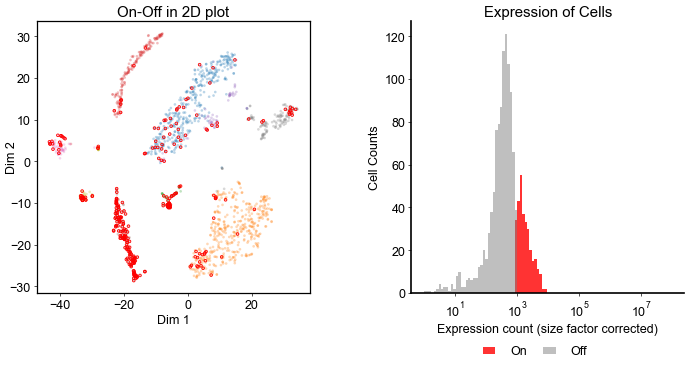 On-Off in 2D plot
30
20
10
0
−10
−20
−30
Dim 2
−40
−20
0
20
Dim 1
Expression of Cells
120
100
80
60
40
20
0
Cell Counts
10^1
10^3
10^5
10^7
Expression count (size factor corrected)
On
Off